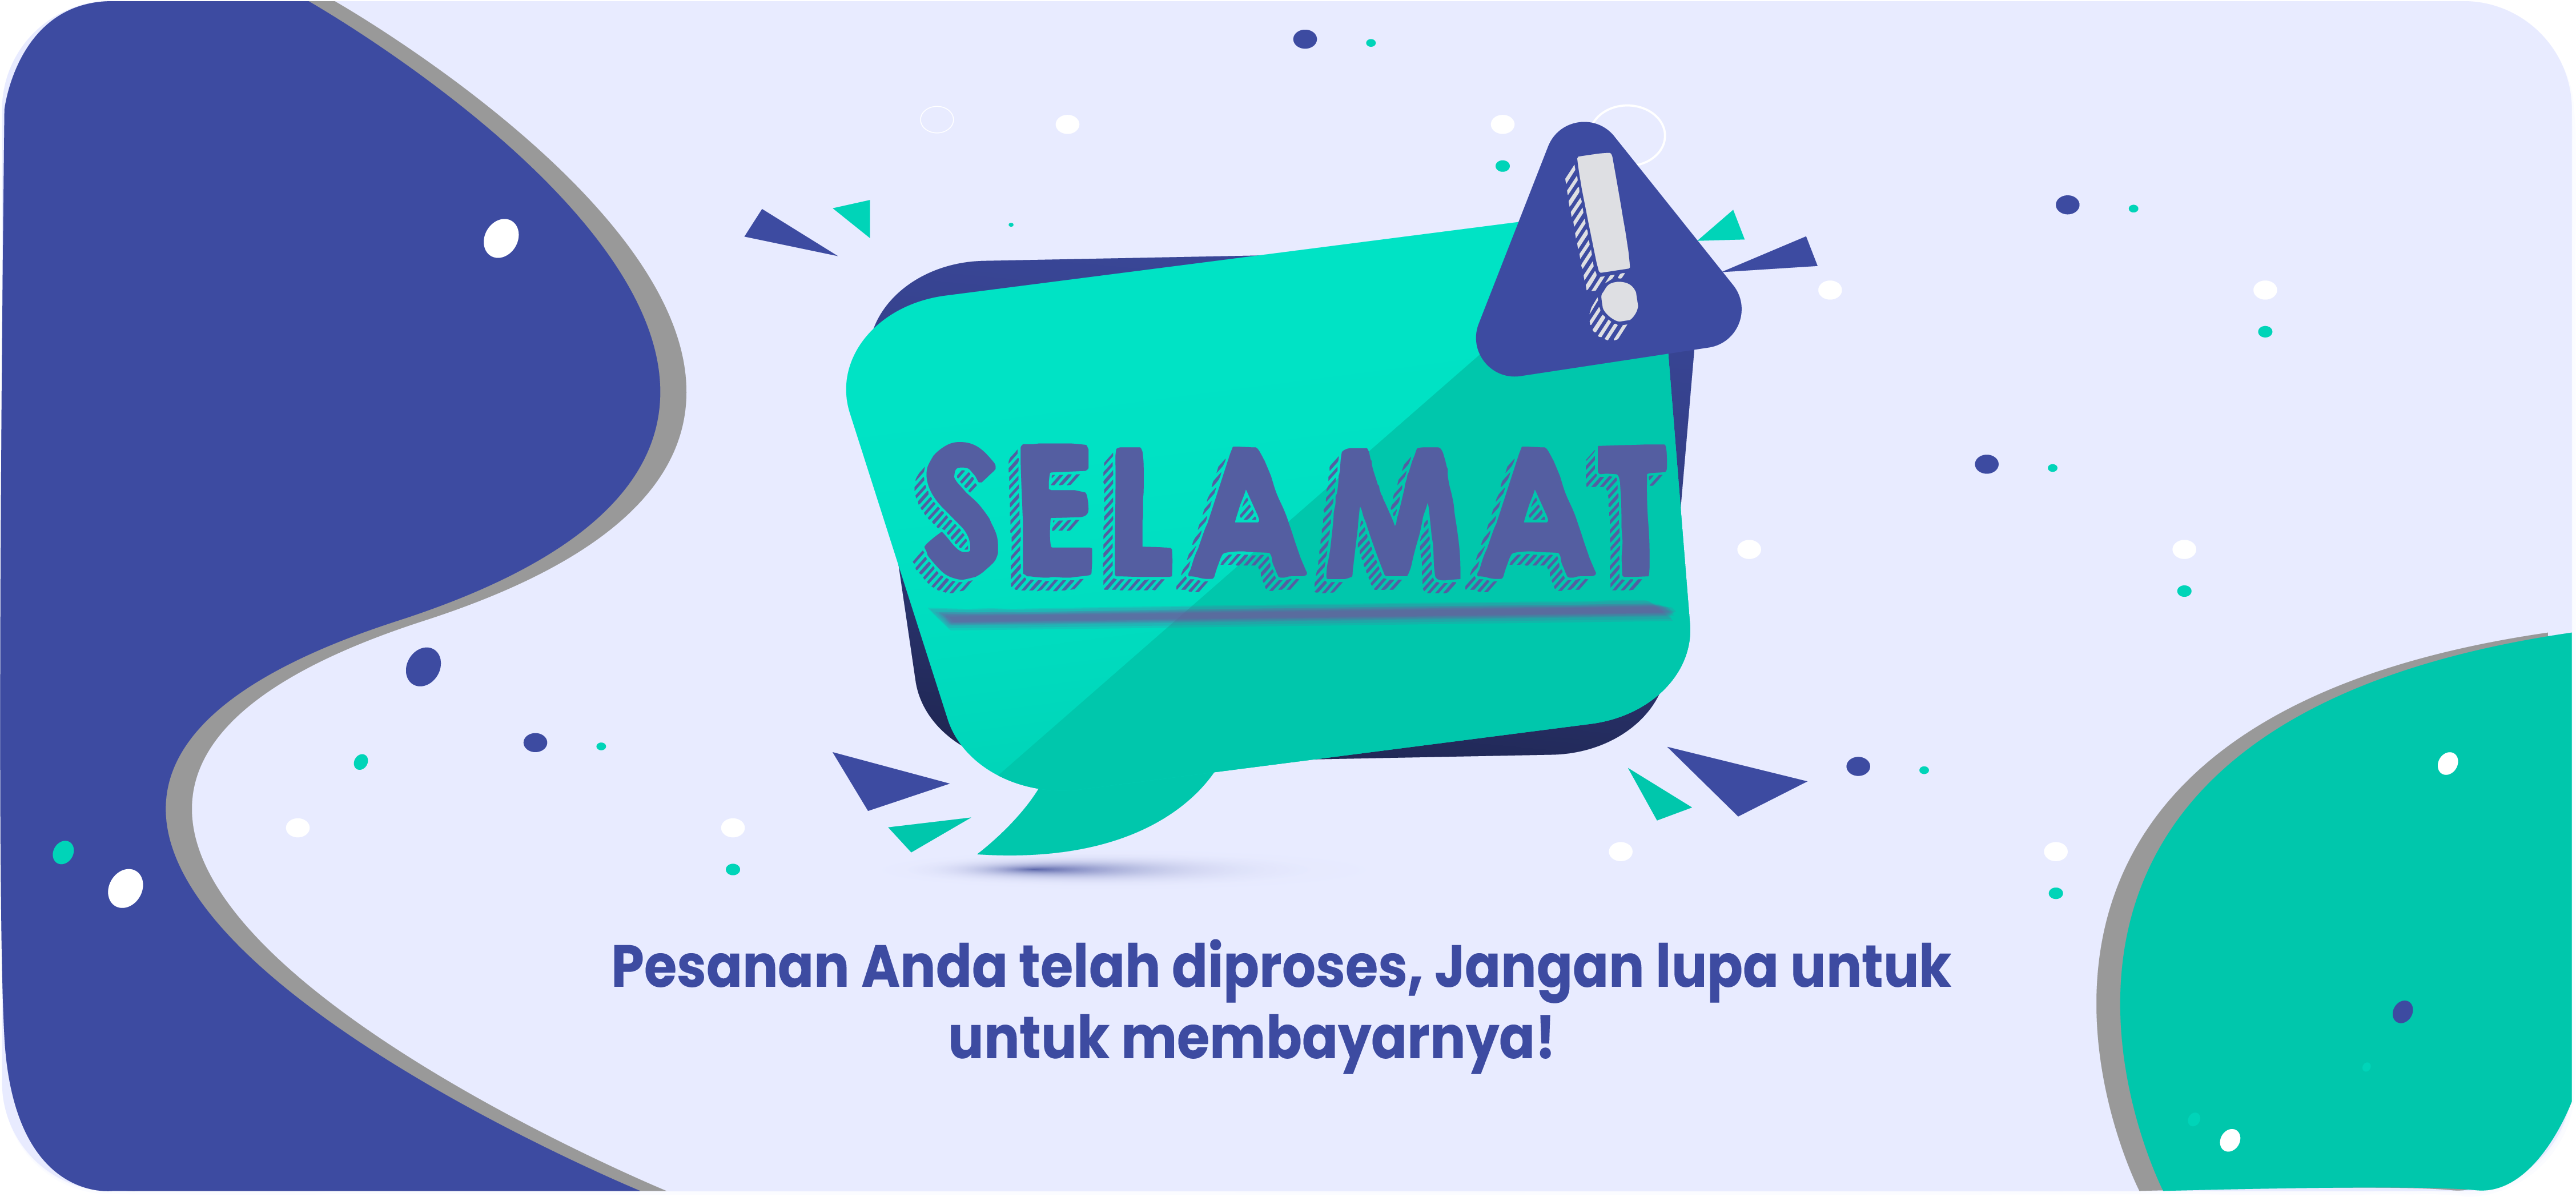 SELAMAT
Pesanan Anda telah diproses, Jangan lupa untuk
untuk membayarnya!